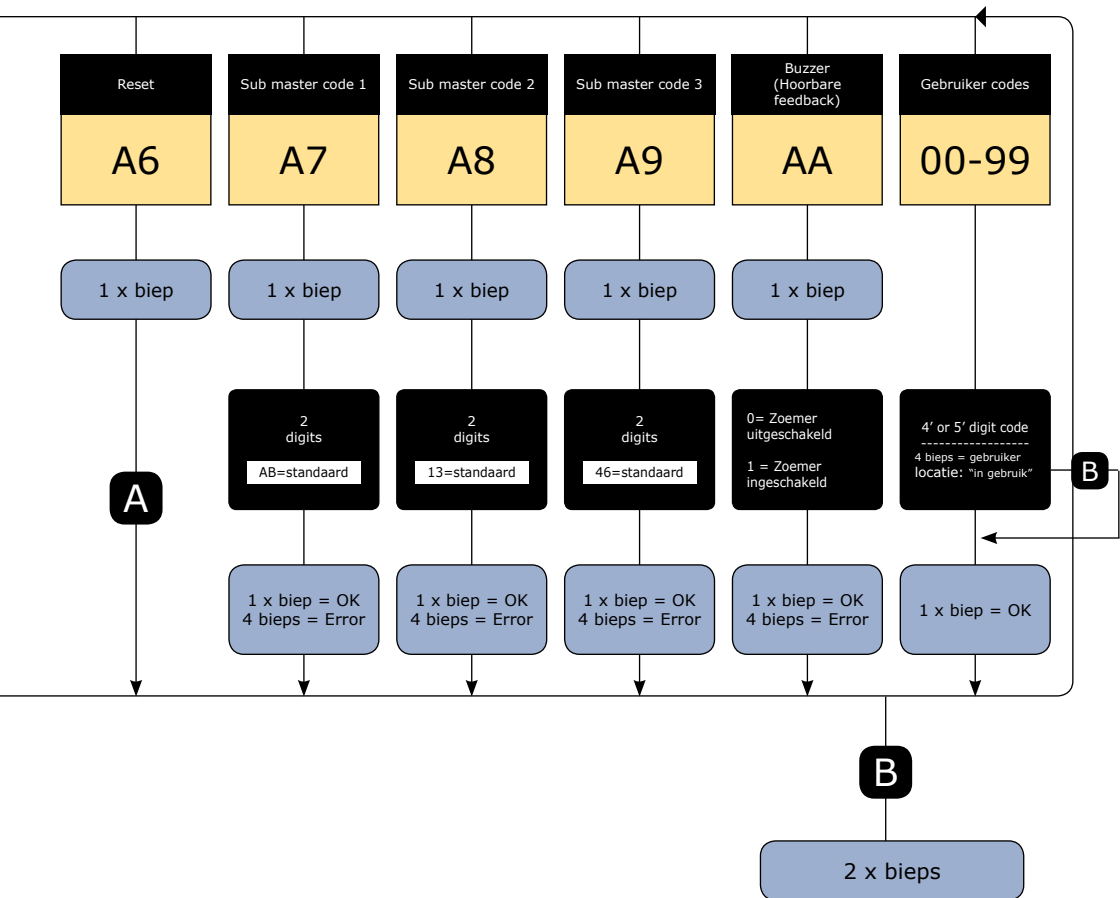 Reset
A6
1 x biep
A
Sub master code 1
A7
1 x biep
2
digits
AB=standaard
1 x biep = OK
4 bieps = Error
Sub master code 2
A8
1 x biep
2
digits
13=standaard
1 x biep = OK
4 bieps = Error
Sub master code 3
A9
1 x biep
2
digits
46=standaard
1 x biep = OK
4 bieps = Error
Buzzer
(Hoorbare
feedback)
AA
1 x biep
0= Zoemer
uitgeschakeld
1 = Zoemer
ingeschakeld
1 x biep = OK
4 bieps = Error
Gebruiker codes
00-99
4’ or 5’ digit code
------------------
4 bieps = gebruiker
locatie: “in gebruik”
B
1 x biep = OK
B
2 x bieps